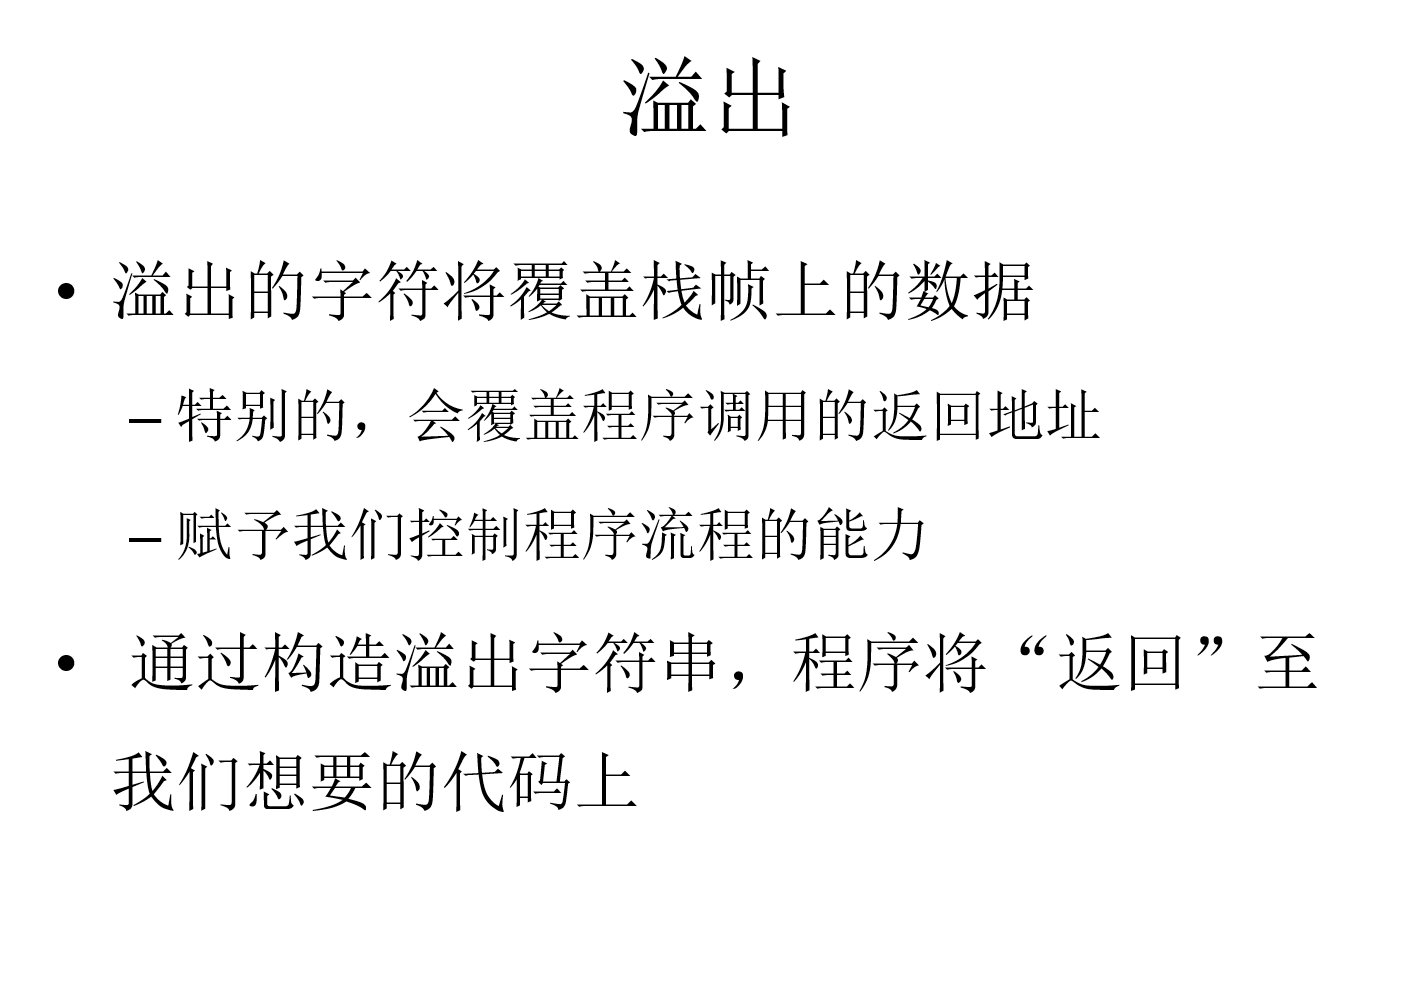 溢出
• 溢出的字符将覆盖栈帧上的数据
– 特别的，会覆盖程序调用的返回地址
– 赋予我们控制程序流程的能力
• 通过构造溢出字符串，程序将“返回”至
我们想要的代码上